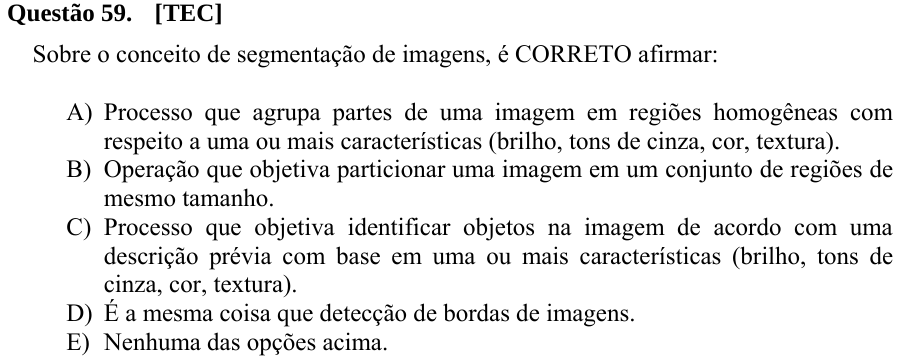 Questão 59. [TEC]
Sobre o conceito de segmentação de imagens, é CORRETO afirmar:
A) Processo que agrupa partes de uma imagem em regiões homogêneas com
respeito a uma ou mais características (brilho, tons de cinza, cor, textura).
B) Operação que objetiva particionar uma imagem em um conjunto de regiões de
mesmo tamanho.
C) Processo que objetiva identificar objetos na imagem de acordo com uma
descrição prévia com base em uma ou mais características (brilho, tons de
cinza, cor, textura).
D) É a mesma coisa que detecção de bordas de imagens.
E) Nenhuma das opções acima.